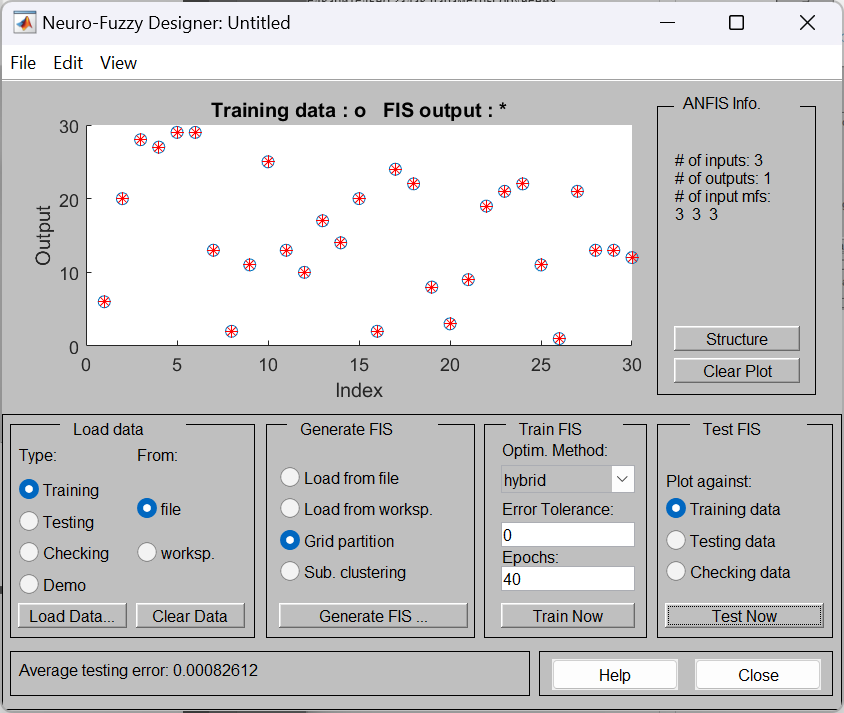 Neuro-Fuzzy Designer: Untitled
File Edit View
Training data : o FIS output : *
Output
30
20
10
0
0 5 10 15 20 25 30
Index
ANFIS Info.
# of inputs: 3
# of outputs: 1
# of input mfs:
3 3 3
Structure
Clear Plot
Load data
Type:
From:
Training
Testing
Checking
Demo
file
worksp.
Load Data...
Clear Data
Generate FIS
Load from file
Load from worksp.
Grid partition
Sub. clustering
Generate FIS ...
Train FIS
Optim. Method:
hybrid
Error Tolerance:
0
Epochs:
40
Train Now
Test FIS
Plot against:
Training data
Testing data
Checking data
Test Now
Average testing error: 0.00082612
Help
Close